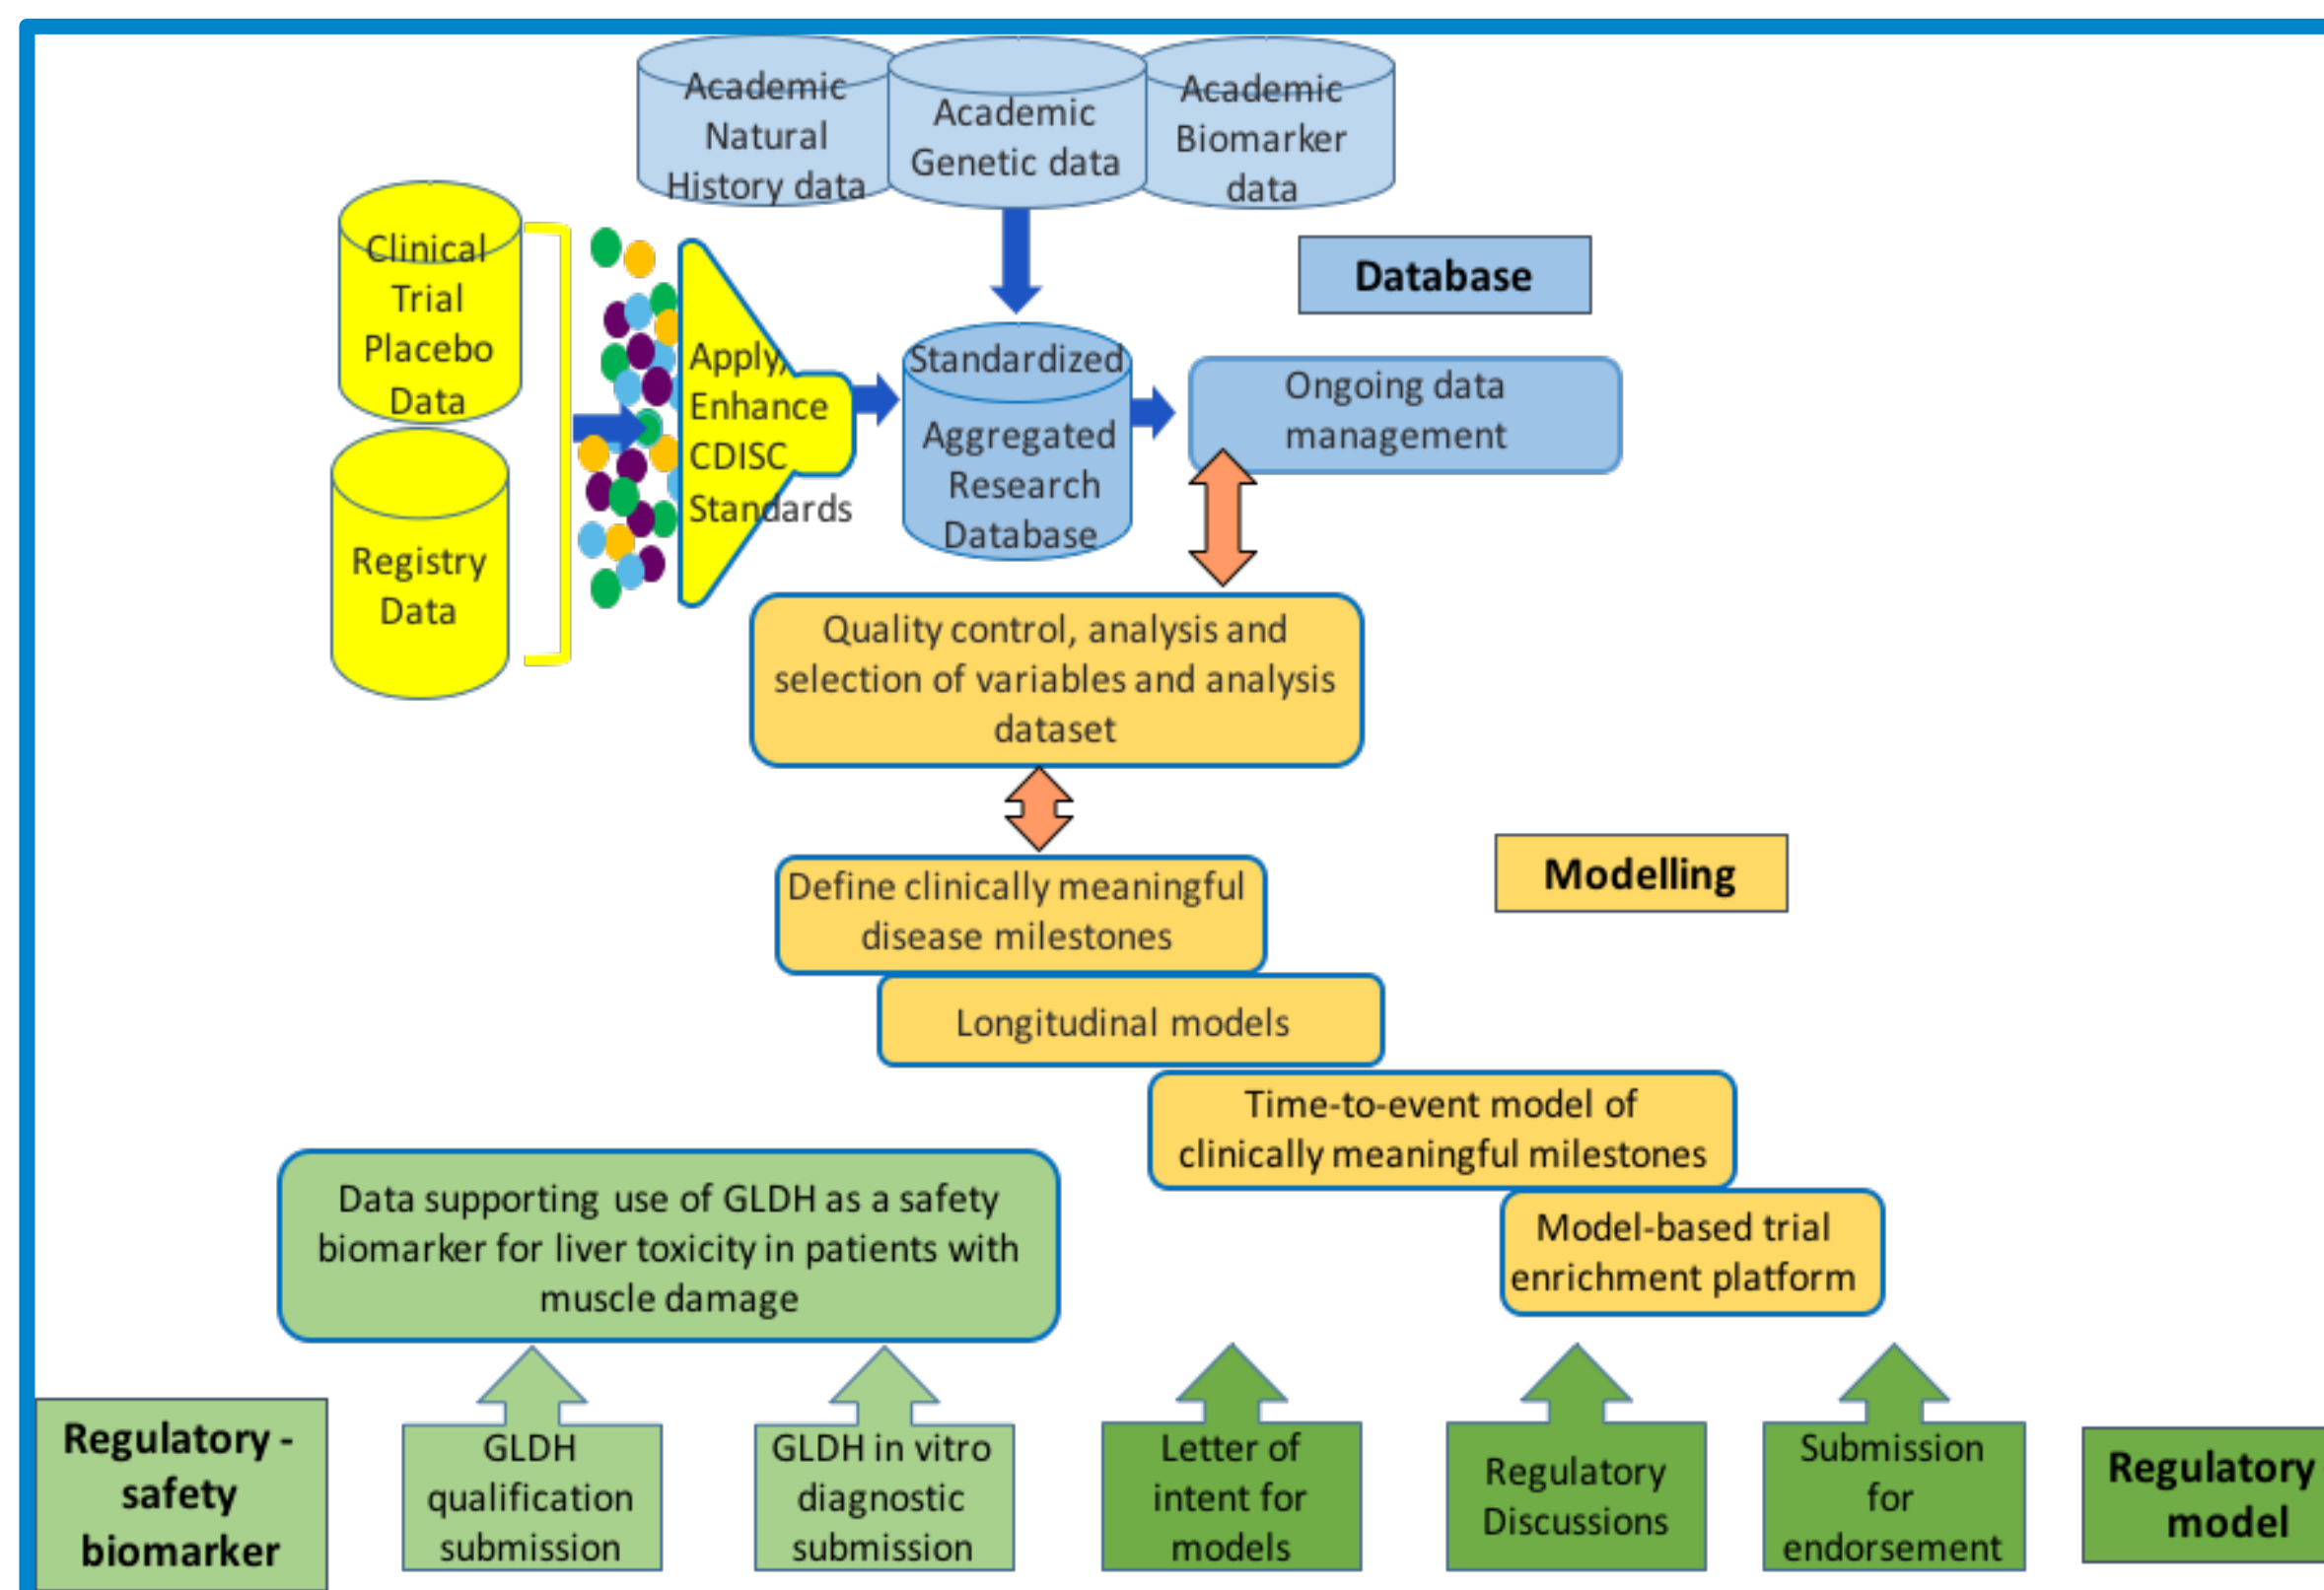 Academic
Natural
History data
Academic
Genetic data
Academic
Biomarker
data
Clinical
Trial
Placebo
Data
Registry
Data
Apply/
Enhance
CDISC
Standards
Standardized
Aggregated
Research
Database
Database
Ongoing data
management
Quality control, analysis and
selection of variables and analysis
dataset
Define clinically meaningful
disease milestones
Modelling
Longitudinal models
Time-to-event model of
clinically meaningful milestones
Model-based trial
enrichment platform
Data supporting use of GLDH as a safety
biomarker for liver toxicity in patients with
muscle damage
Regulatory -
safety
biomarker
GLDH
qualification
submission
GLDH in vitro
diagnostic
submission
Letter of
intent for
models
Regulatory
Discussions
Submission
for
endorsement
Regulatory
model